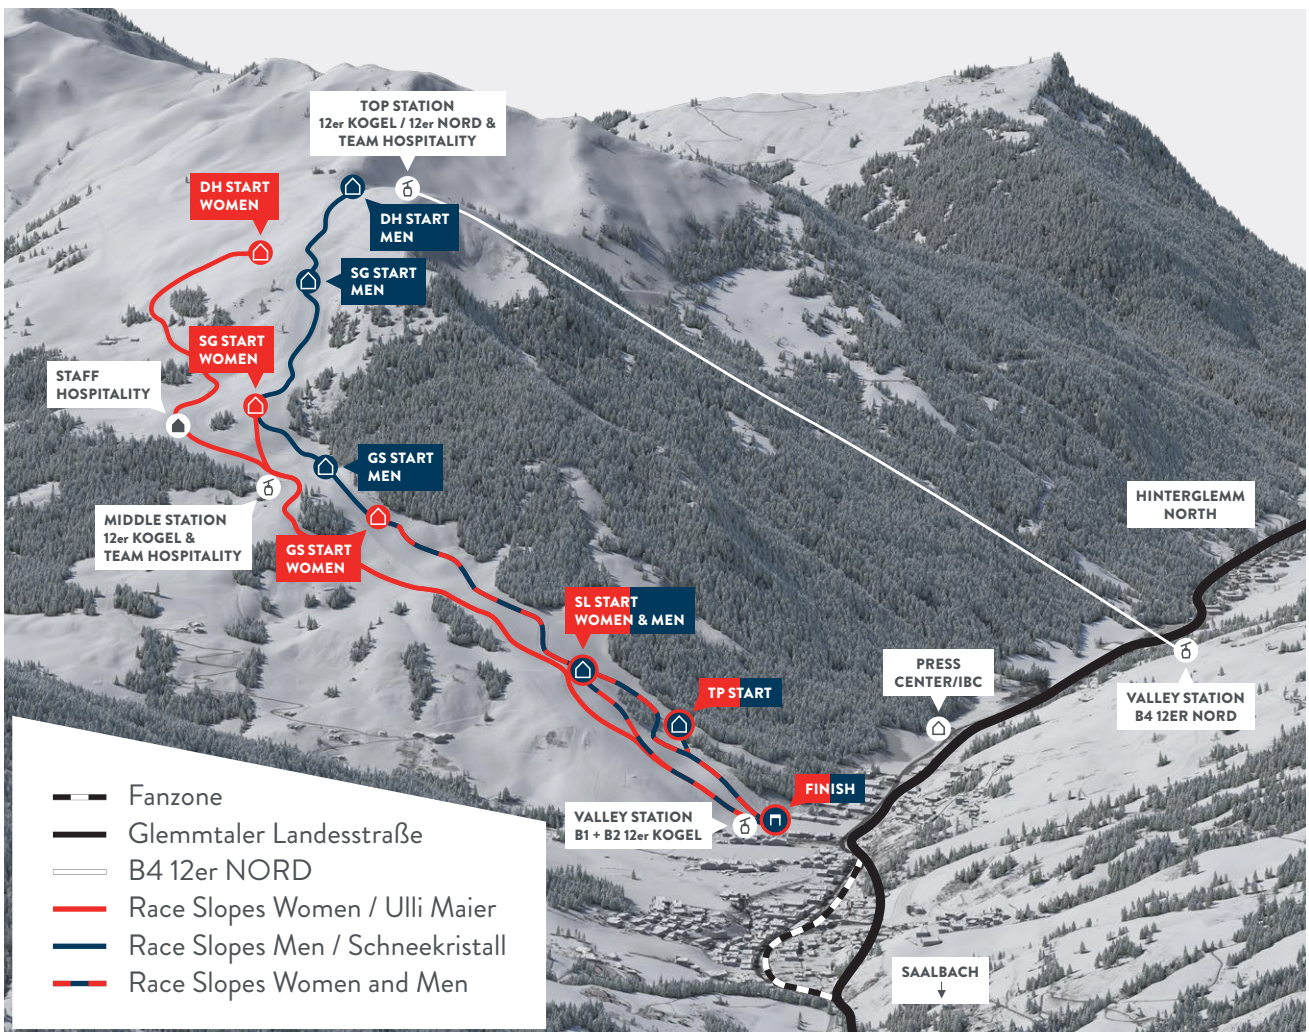 TOP STATION
12er KOGEL / 12er NORD &
TEAM HOSPITALITY
DH START
WOMEN
DH START
MEN
SG START
MEN
SG START
WOMEN
STAFF
HOSPITALITY
GS START
MEN
MIDDLE STATION
12er KOGEL &
TEAM HOSPITALITY
GS START
WOMEN
HINTERGLEMM
NORTH
SL START
WOMEN & MEN
PRESS
CENTER/IBC
TP START
VALLEY STATION
B4 12ER NORD
FINISH
VALLEY STATION
B1 + B2 12er KOGEL
SAALBACH
Fanzone
Glemmtaler Landesstraße
B4 12er NORD
Race Slopes Women / Ulli Maier
Race Slopes Men / Schneekristall
Race Slopes Women and Men